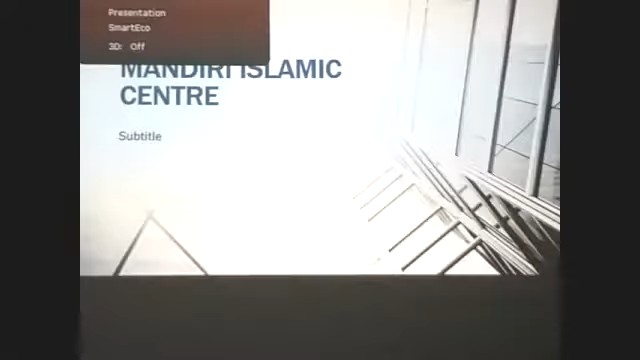 Presentation
SmartEco
3D: Off
MANDIRI ISLAMIC
CENTRE
Subtitle